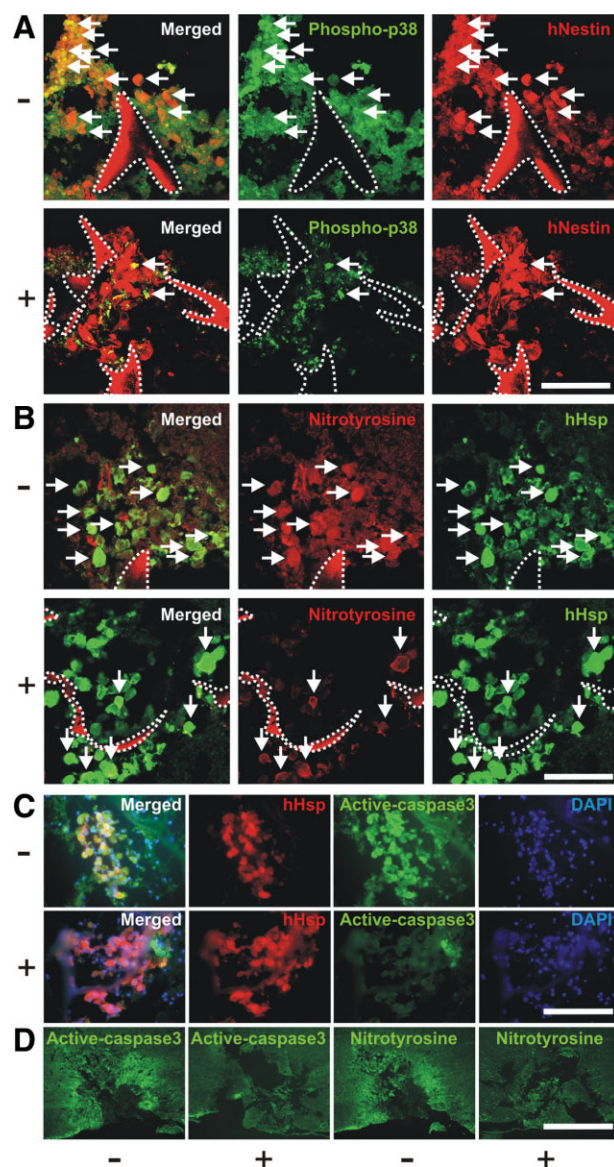 A Merged Phospho-p38 hNestin
-
Merged Phospho-p38 hNestin
+
B Merged Nitrotyrosine hHsp
-
Merged Nitrotyrosine hHsp
+
C Merged hHsp Active-caspase3 DAPI
-
Merged hHsp Active-caspase3 DAPI
+
D Active-caspase3 Active-caspase3 Nitrotyrosine Nitrotyrosine
- + - +